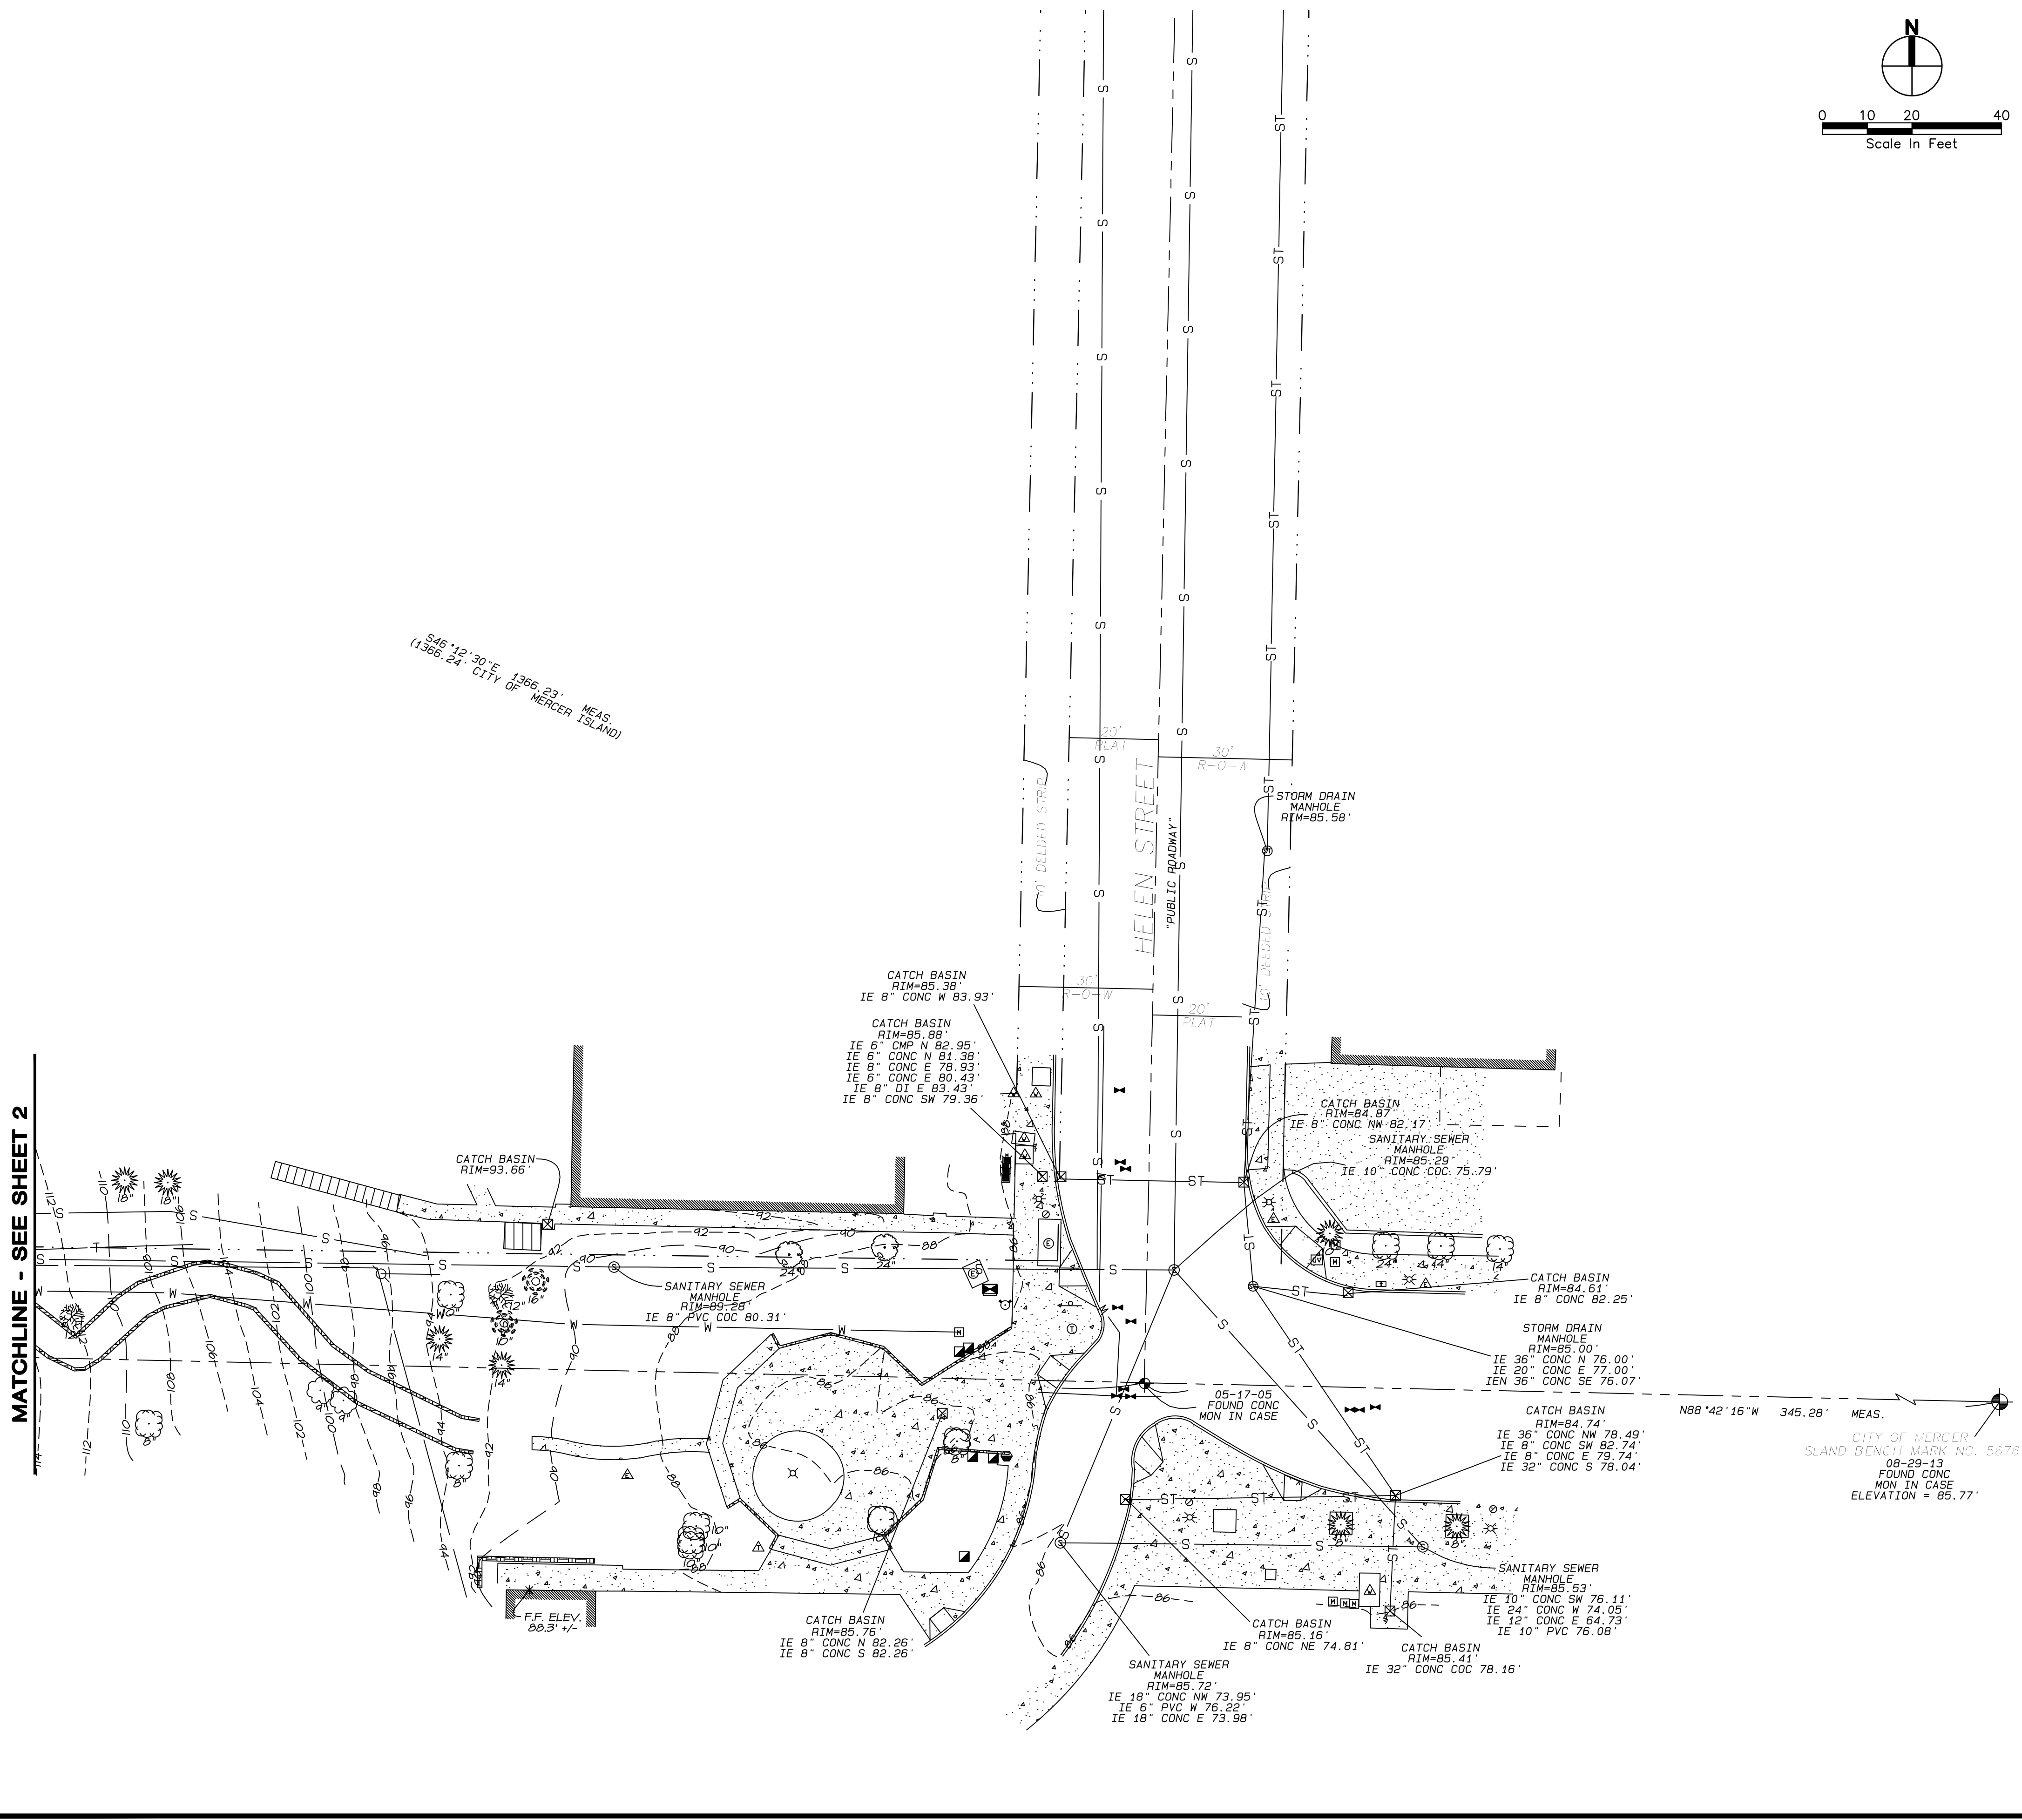 N
0 10 20 40
Scale In Feet
S46°12'30"E 1366.23' MEAS.
(1366.24' CITY OF MERCER ISLAND)
20'
PLAT
30'
R-O-W
HELEN STREET
"PUBLIC ROADWAY"
STORM DRAIN
MANHOLE
RIM=85.58'
DEEDED STRIP
10' DEEDED STRIP
30'
R-O-W
20'
PLAT
CATCH BASIN
RIM=85.38'
IE 8" CONC W 83.93'
CATCH BASIN
RIM=85.88'
IE 6" CMP N 82.95'
IE 6" CONC N 81.38'
IE 8" CONC E 78.93'
IE 6" CONC E 80.43'
IE 8" DI E 83.43'
IE 8" CONC SW 79.36'
CATCH BASIN
RIM=84.87'
IE 8" CONC NW 82.17'
SANITARY SEWER
MANHOLE
RIM=85.29'
IE 10" CONC COC 75.79'
MATCHLINE - SEE SHEET 2
CATCH BASIN
RIM=93.66'
SANITARY SEWER
MANHOLE
RIM=89.28'
IE 8" PVC COC 80.31'
CATCH BASIN
RIM=84.61'
IE 8" CONC 82.25'
STORM DRAIN
MANHOLE
RIM=85.00'
IE 36" CONC N 76.00'
IE 20" CONC E 77.00'
IEN 36" CONC SE 76.07'
05-17-05
FOUND CONC
MON IN CASE
CATCH BASIN
RIM=84.74'
IE 36" CONC NW 78.49'
IE 8" CONC SW 82.74'
IE 8" CONC E 79.74'
IE 32" CONC S 78.04'
N88°42'16"W 345.28' MEAS.
CITY OF MERCER
SLAND BENCH MARK NO. 5676
08-29-13
FOUND CONC
MON IN CASE
ELEVATION = 85.77'
SANITARY SEWER
MANHOLE
RIM=85.53'
IE 10" CONC SW 76.11'
IE 24" CONC W 74.05'
IE 12" CONC E 64.73'
IE 10" PVC 76.08'
F.F. ELEV.
88.3' +/-
CATCH BASIN
RIM=85.76'
IE 8" CONC N 82.26'
IE 8" CONC S 82.26'
CATCH BASIN
RIM=85.16'
IE 8" CONC NE 74.81'
CATCH BASIN
RIM=85.41'
IE 32" CONC COC 78.16'
SANITARY SEWER
MANHOLE
RIM=85.72'
IE 18" CONC NW 73.95'
IE 6" PVC W 76.22'
IE 18" CONC E 73.98'